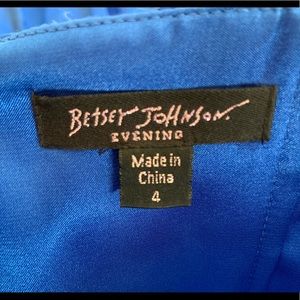 BETSEY JOHNSON.
EVENING
Made in
China
4